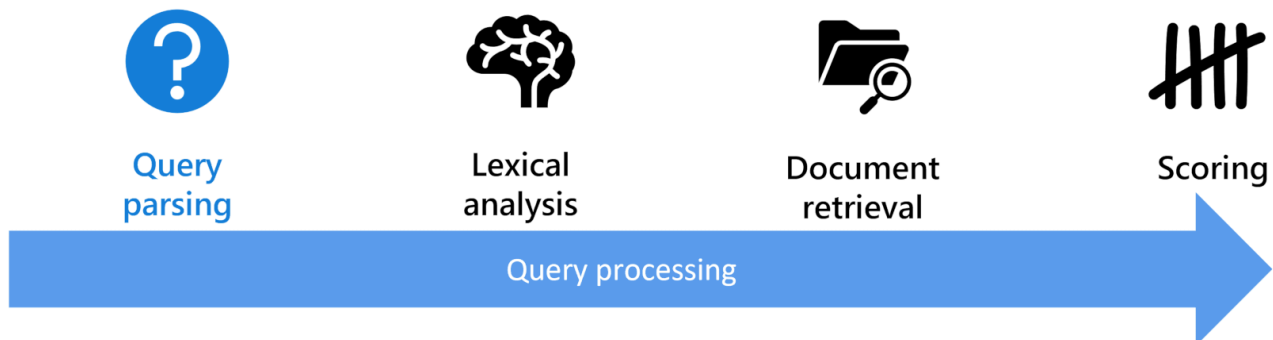 Query
parsing
Lexical
analysis
Document
retrieval
Scoring
Query processing